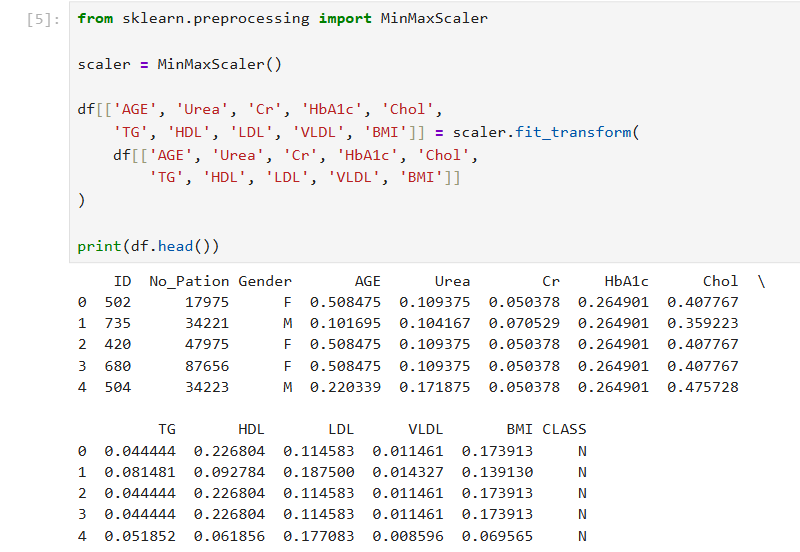 [5]: from sklearn.preprocessing import MinMaxScaler
scaler = MinMaxScaler()
df[['AGE', 'Urea', 'Cr', 'HbA1c', 'Chol',
    'TG', 'HDL', 'LDL', 'VLDL', 'BMI']] = scaler.fit_transform(
    df[['AGE', 'Urea', 'Cr', 'HbA1c', 'Chol',
        'TG', 'HDL', 'LDL', 'VLDL', 'BMI']]
)
print(df.head())
    ID  No_Pation Gender       AGE      Urea        Cr     HbA1c      Chol  \
0  502      17975      F  0.508475  0.109375  0.050378  0.264901  0.407767
1  735      34221      M  0.101695  0.104167  0.070529  0.264901  0.359223
2  420      47975      F  0.508475  0.109375  0.050378  0.264901  0.407767
3  680      87656      F  0.508475  0.109375  0.050378  0.264901  0.407767
4  504      34223      M  0.220339  0.171875  0.050378  0.264901  0.475728
         TG       HDL       LDL      VLDL       BMI CLASS
0  0.044444  0.226804  0.114583  0.011461  0.173913     N
1  0.081481  0.092784  0.187500  0.014327  0.139130     N
2  0.044444  0.226804  0.114583  0.011461  0.173913     N
3  0.044444  0.226804  0.114583  0.011461  0.173913     N
4  0.051852  0.061856  0.177083  0.008596  0.069565     N